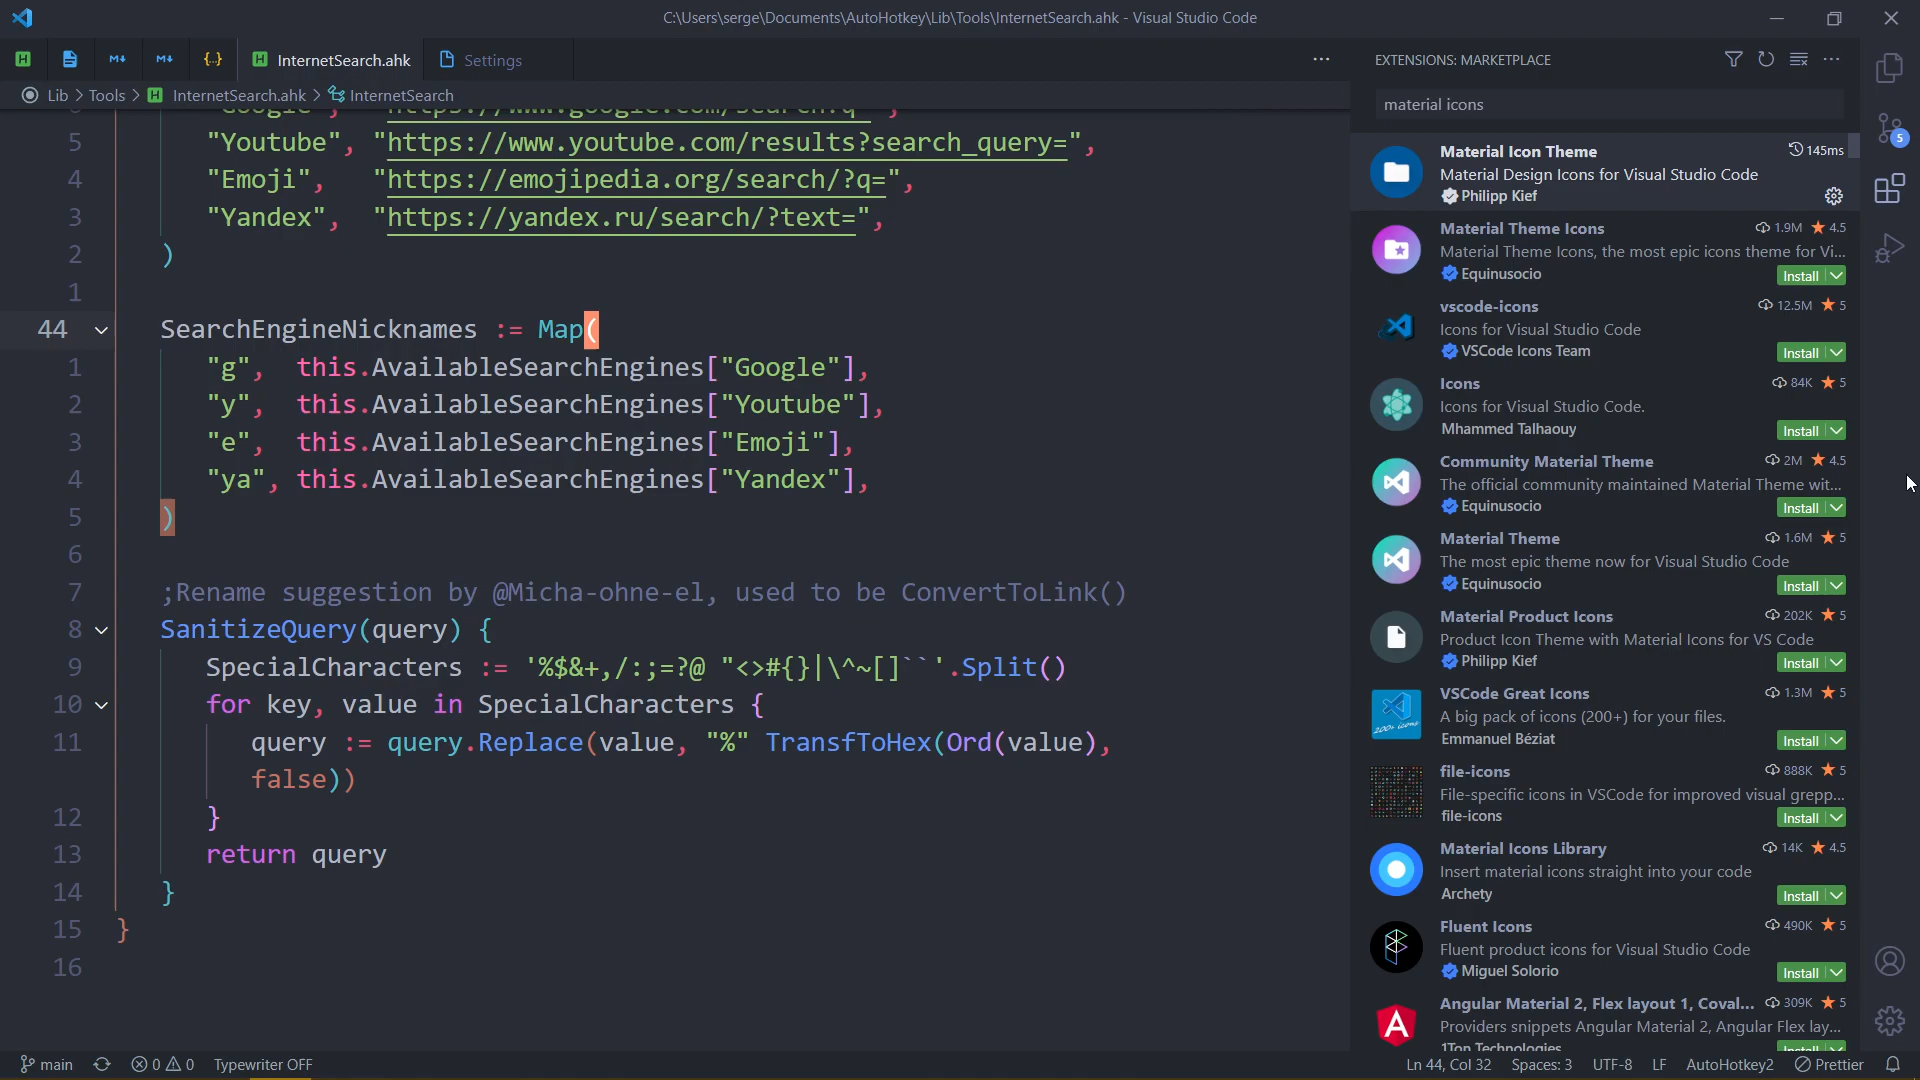 C:\Users\serge\Documents\AutoHotkey\Lib\Tools\InternetSearch.ahk - Visual Studio Code
InternetSearch.ahk
Settings
Lib > Tools > InternetSearch.ahk > InternetSearch
5 "Youtube", "https://www.youtube.com/results?search_query=",
4 "Emoji", "https://emojipedia.org/search/?q=",
3 "Yandex", "https://yandex.ru/search/?text=",
2 )
1
44 SearchEngineNicknames := Map(
1 "g", this.AvailableSearchEngines["Google"],
2 "y", this.AvailableSearchEngines["Youtube"],
3 "e", this.AvailableSearchEngines["Emoji"],
4 "ya", this.AvailableSearchEngines["Yandex"],
5 )
6
7 ;Rename suggestion by @Micha-ohne-el, used to be ConvertToLink()
8 SanitizeQuery(query) {
9 SpecialCharacters := '%$&+,/:;=?@ "<>#{}|\^~[]``'.Split()
10 for key, value in SpecialCharacters {
11 query := query.Replace(value, "%" TransfToHex(Ord(value),
false))
12 }
13 return query
14 }
15 }
16
EXTENSIONS: MARKETPLACE
material icons
Material Icon Theme 145ms
Material Design Icons for Visual Studio Code
Philipp Kief
Material Theme Icons 1.9M 4.5
Material Theme Icons, the most epic icons theme for Vi...
Equinusocio Install
vscode-icons 12.5M 5
Icons for Visual Studio Code
VSCode Icons Team Install
Icons 84K 5
Icons for Visual Studio Code.
Mhammed Talhaouy Install
Community Material Theme 2M 4.5
The official community maintained Material Theme wit...
Equinusocio Install
Material Theme 1.6M 5
The most epic theme now for Visual Studio Code
Equinusocio Install
Material Product Icons 202K 5
Product Icon Theme with Material Icons for VS Code
Philipp Kief Install
VSCode Great Icons 1.3M 5
A big pack of icons (200+) for your files.
Emmanuel Béziat Install
200+ icons
file-icons 888K 5
File-specific icons in VSCode for improved visual grepp...
file-icons Install
Material Icons Library 14K 4.5
Insert material icons straight into your code
Archety Install
Fluent Icons 490K 5
Fluent product icons for Visual Studio Code
Miguel Solorio Install
Angular Material 2, Flex layout 1, Coval... 309K 5
Providers snippets Angular Material 2, Angular Flex lay...
1Ton Technologies Install
5
main 0 0 Typewriter OFF
Ln 44, Col 32 Spaces: 3 UTF-8 LF AutoHotkey2 Prettier